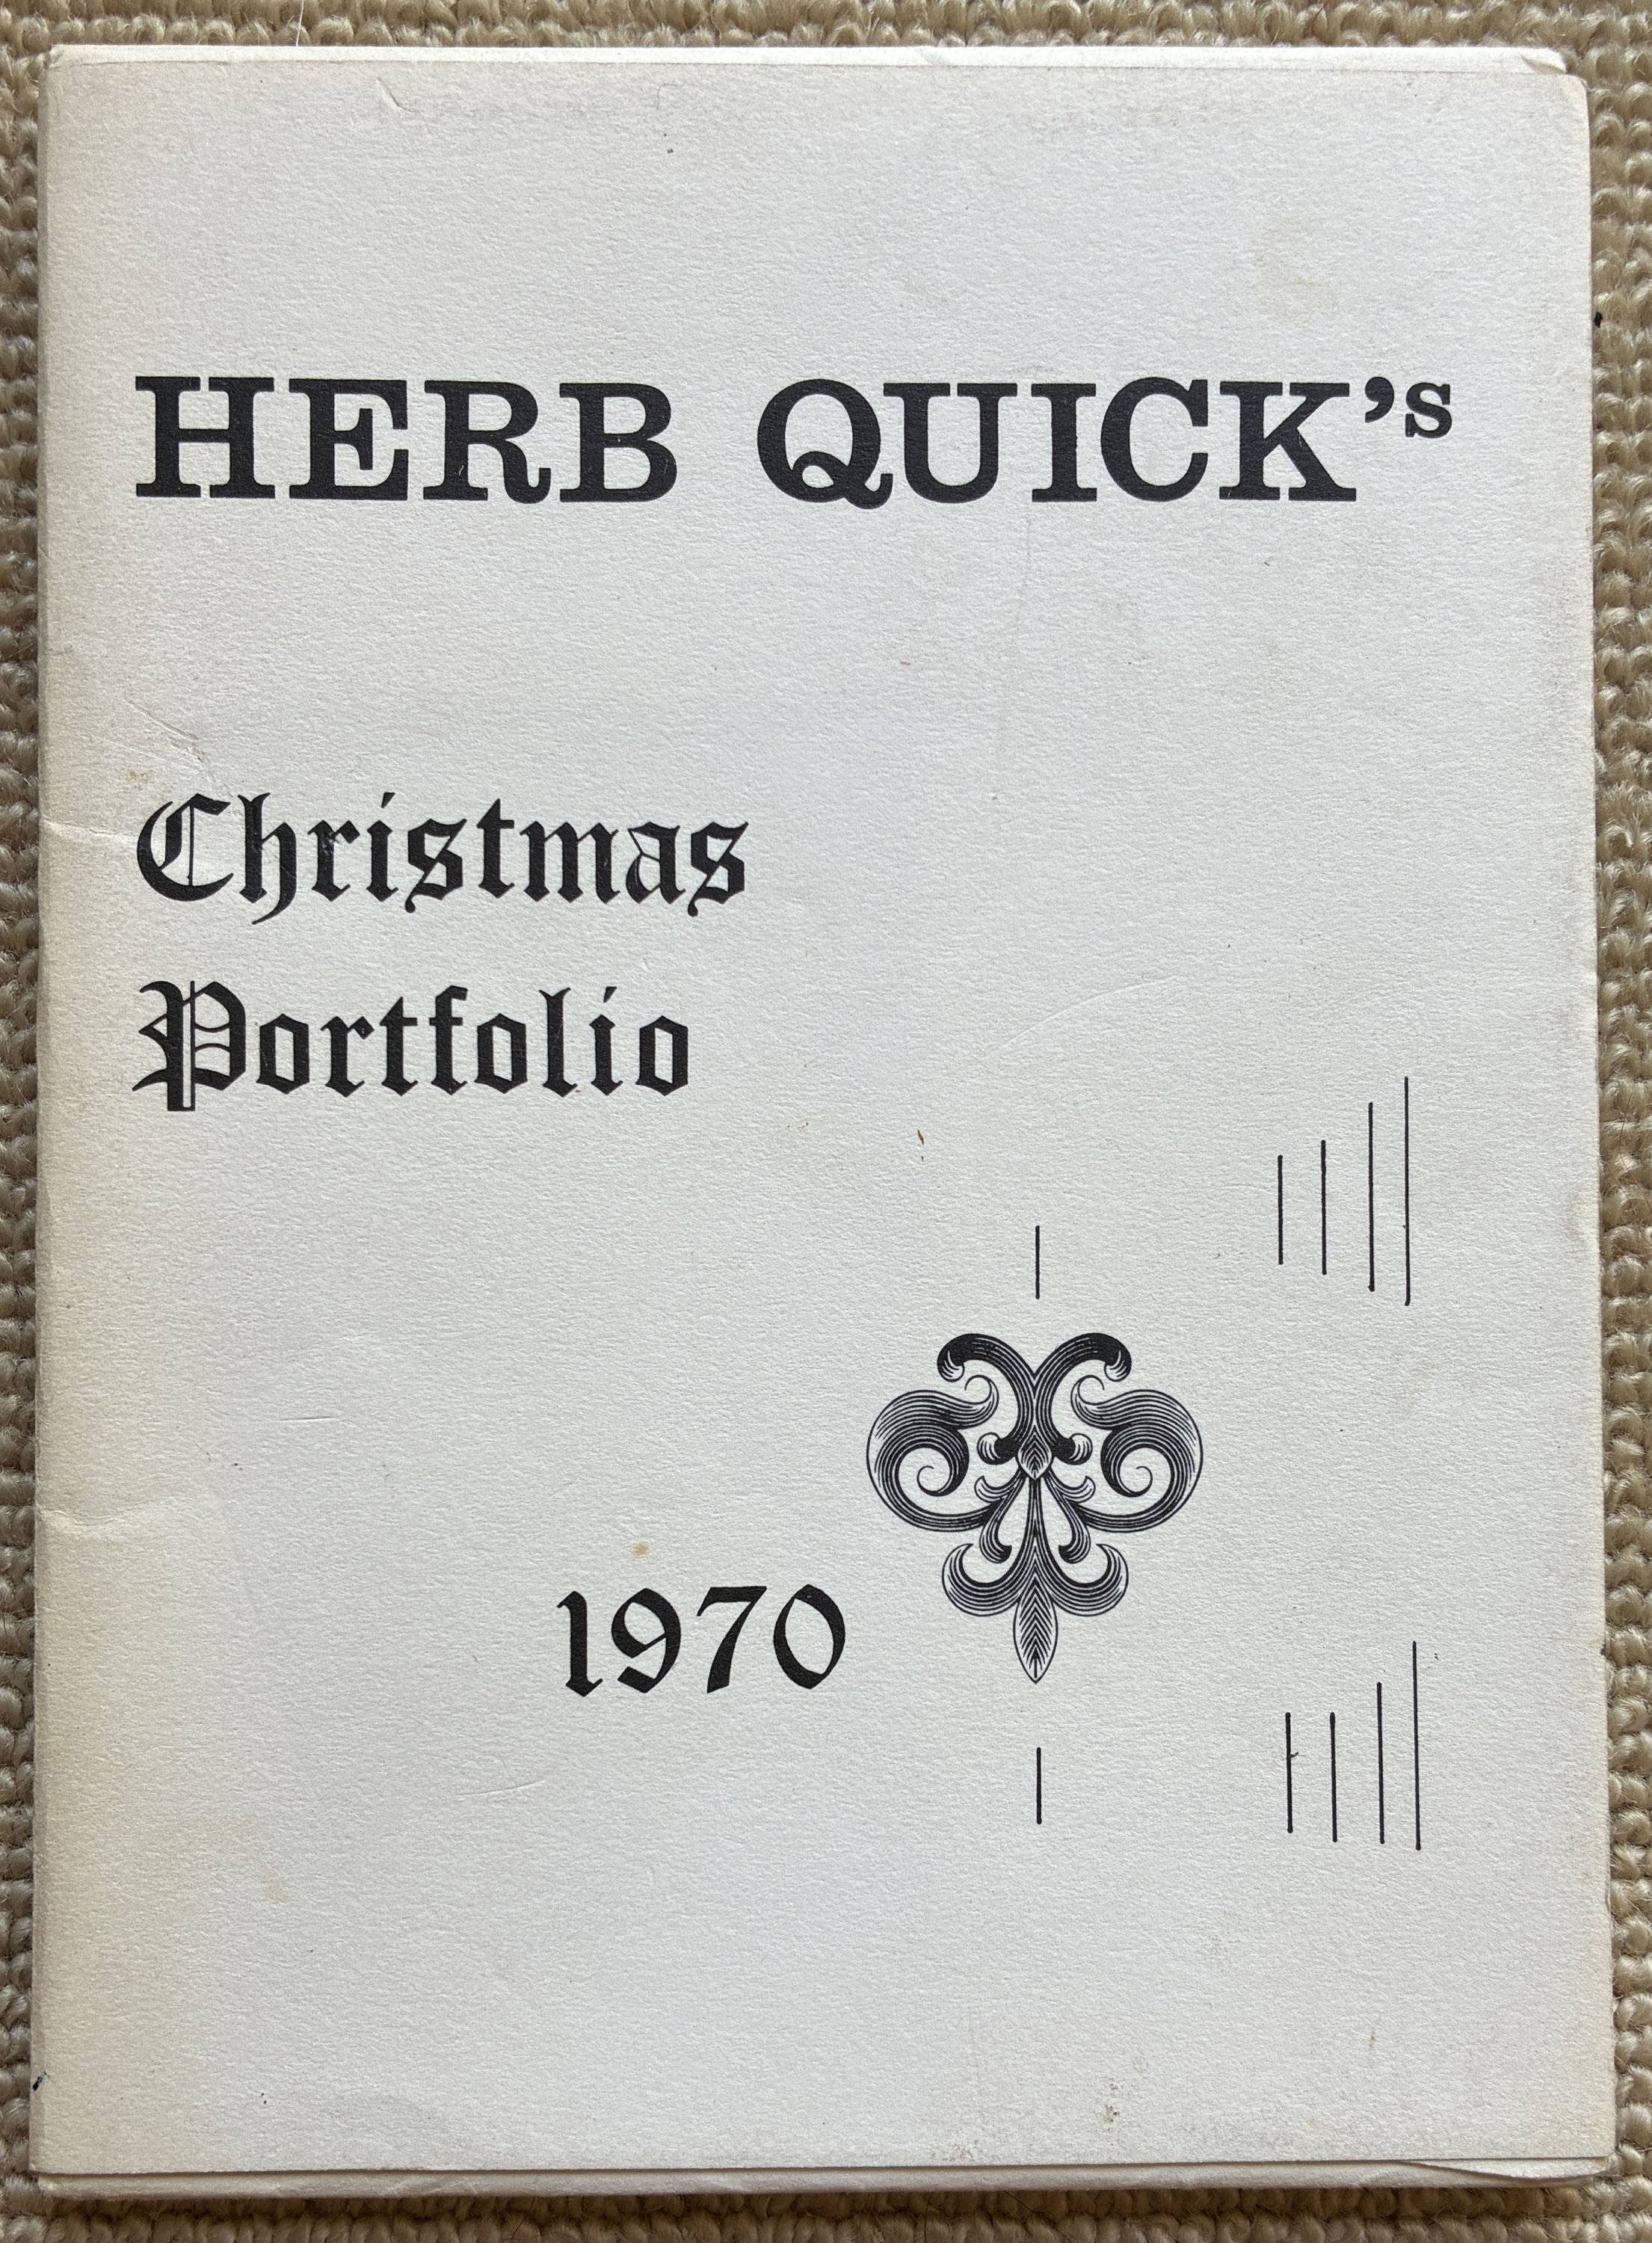 HERB QUICK's
Christmas
Portfolio
1970